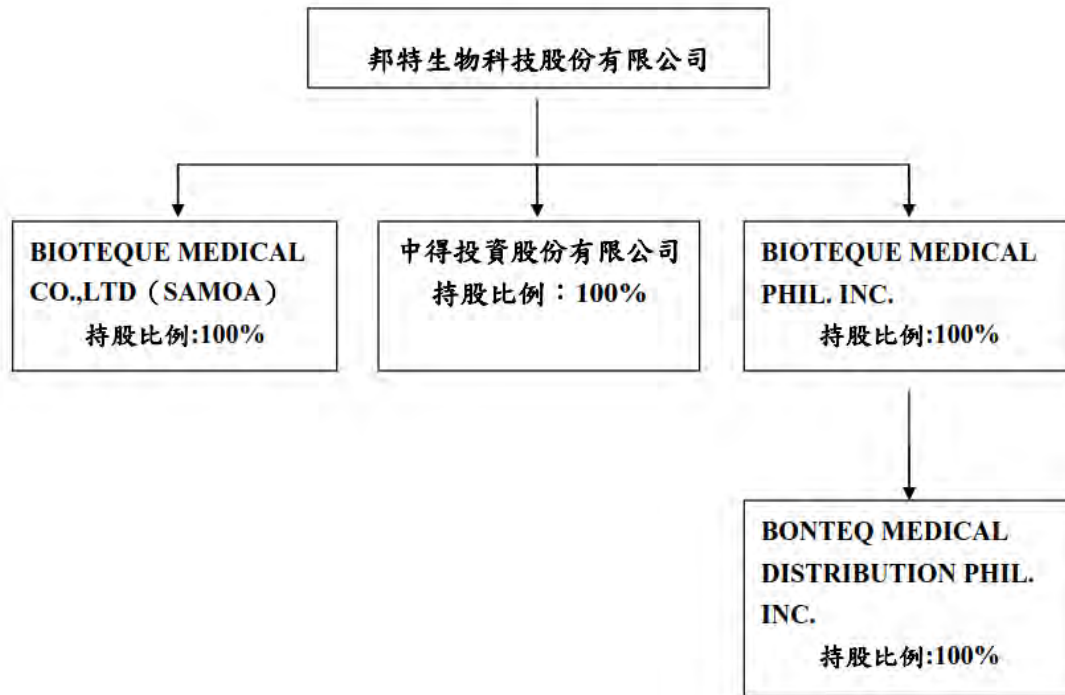 邦特生物科技股份有限公司
BIOTEQUE MEDICAL
CO.,LTD（SAMOA）
持股比例:100%
中得投資股份有限公司
持股比例：100%
BIOTEQUE MEDICAL
PHIL. INC.
持股比例:100%
BONTEQ MEDICAL
DISTRIBUTION PHIL.
INC.
持股比例:100%